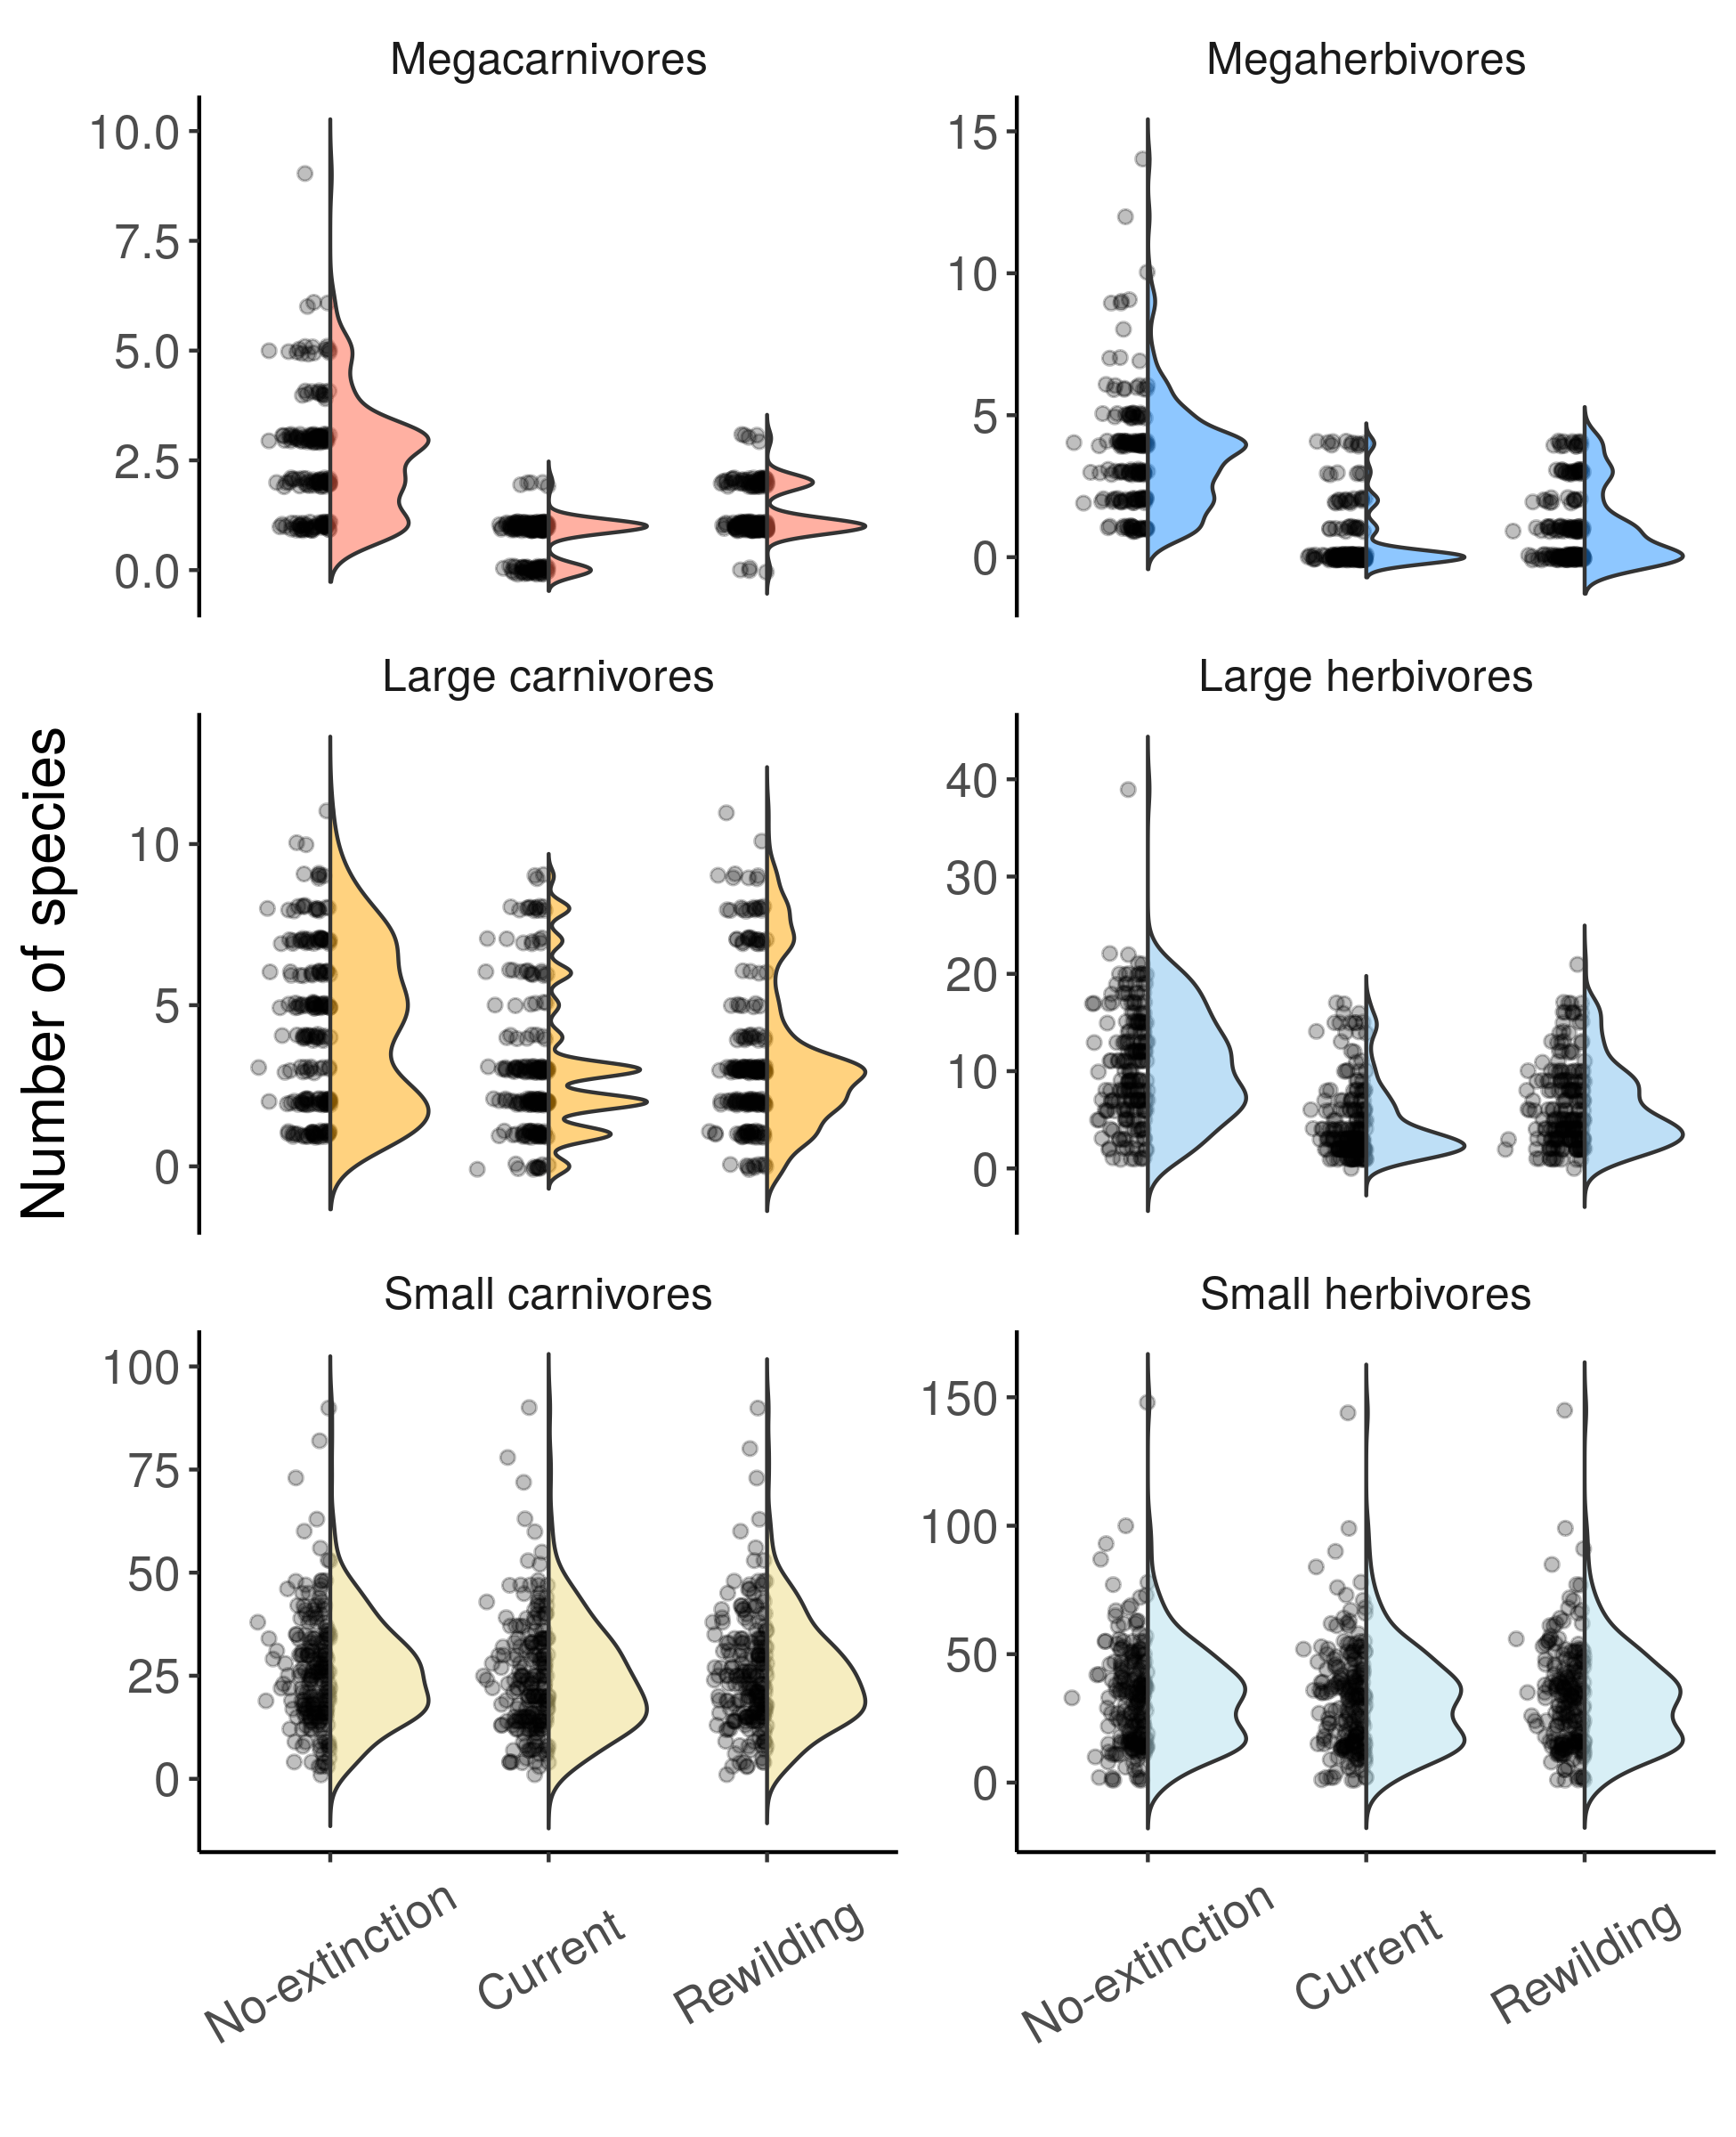 Megacarnivores
Megaherbivores
10.0
7.5
5.0
2.5
0.0
15
10
5
0
Large carnivores
Large herbivores
Number of species
10
5
0
40
30
20
10
0
Small carnivores
Small herbivores
100
75
50
25
0
150
100
50
0
No-extinction
Current
Rewilding
No-extinction
Current
Rewilding